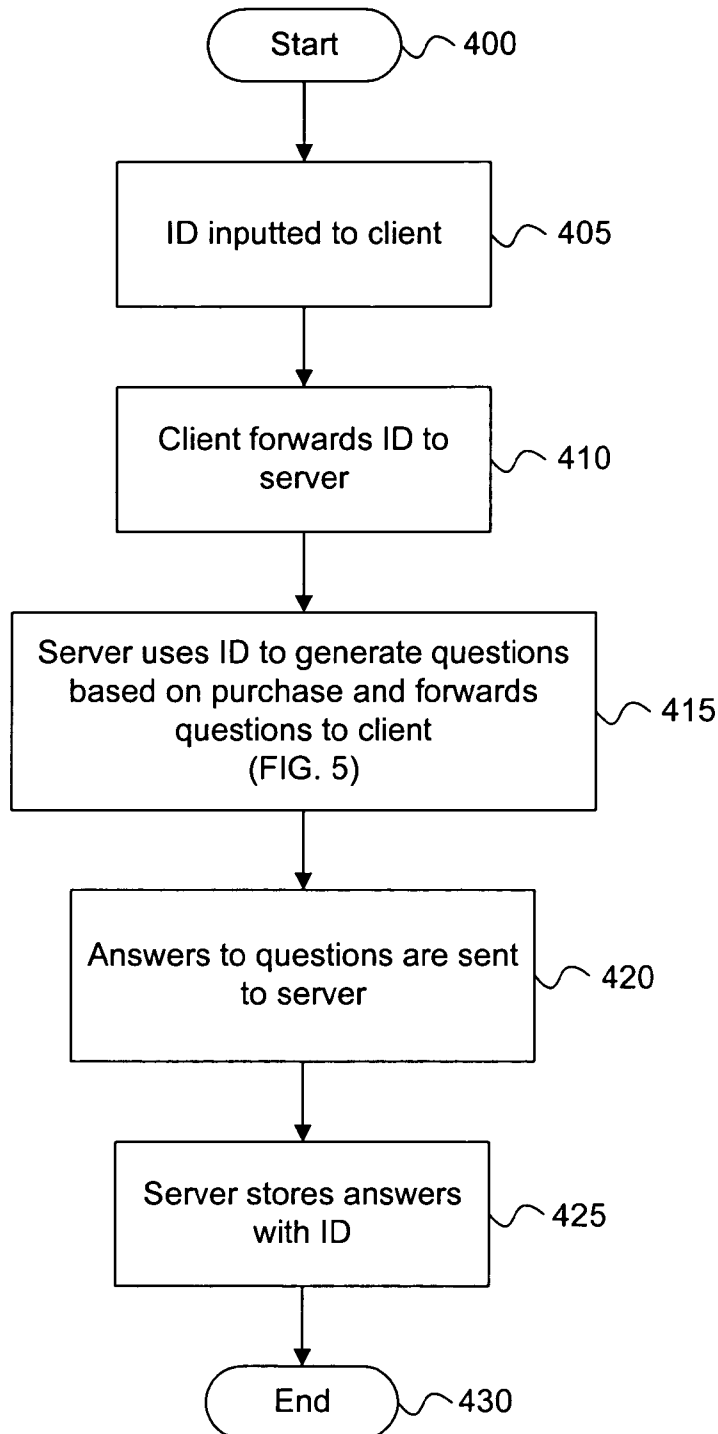 Start
400
ID inputted to client
405
Client forwards ID to
server
410
Server uses ID to generate questions
based on purchase and forwards
questions to client
(FIG. 5)
415
Answers to questions are sent
to server
420
Server stores answers
with ID
425
End
430